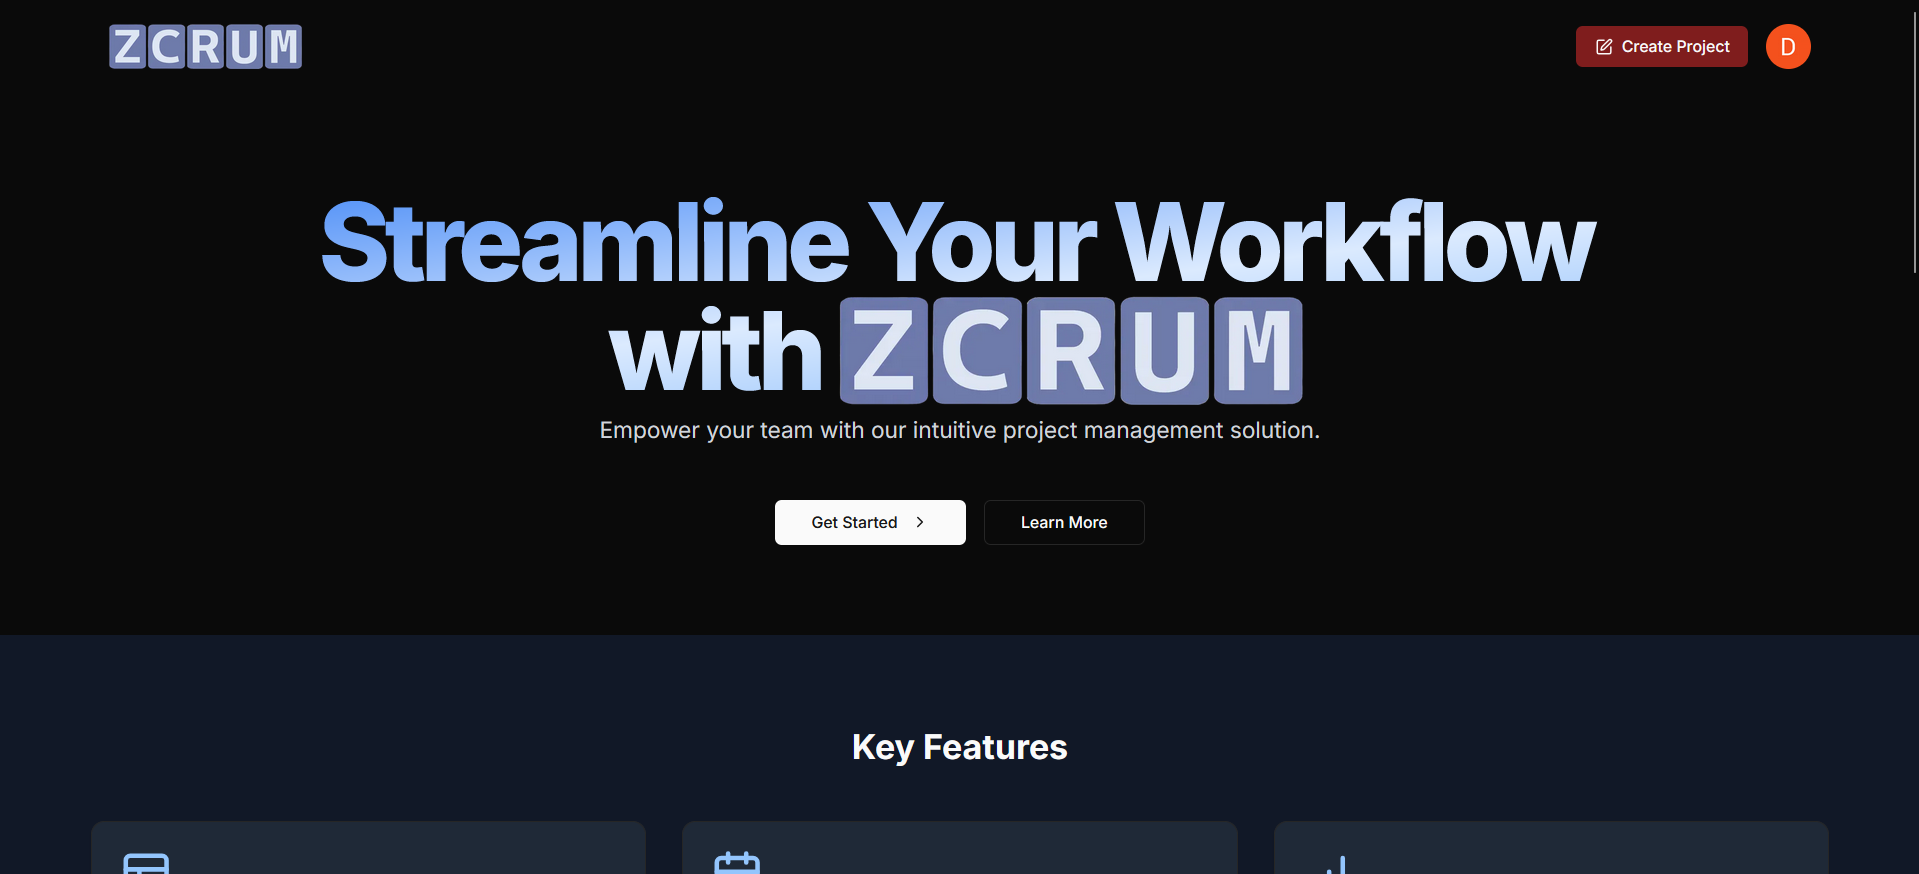 ZCRUM
Create Project
D
Streamline Your Workflow
with ZCRUM
Empower your team with our intuitive project management solution.
Get Started
Learn More
Key Features